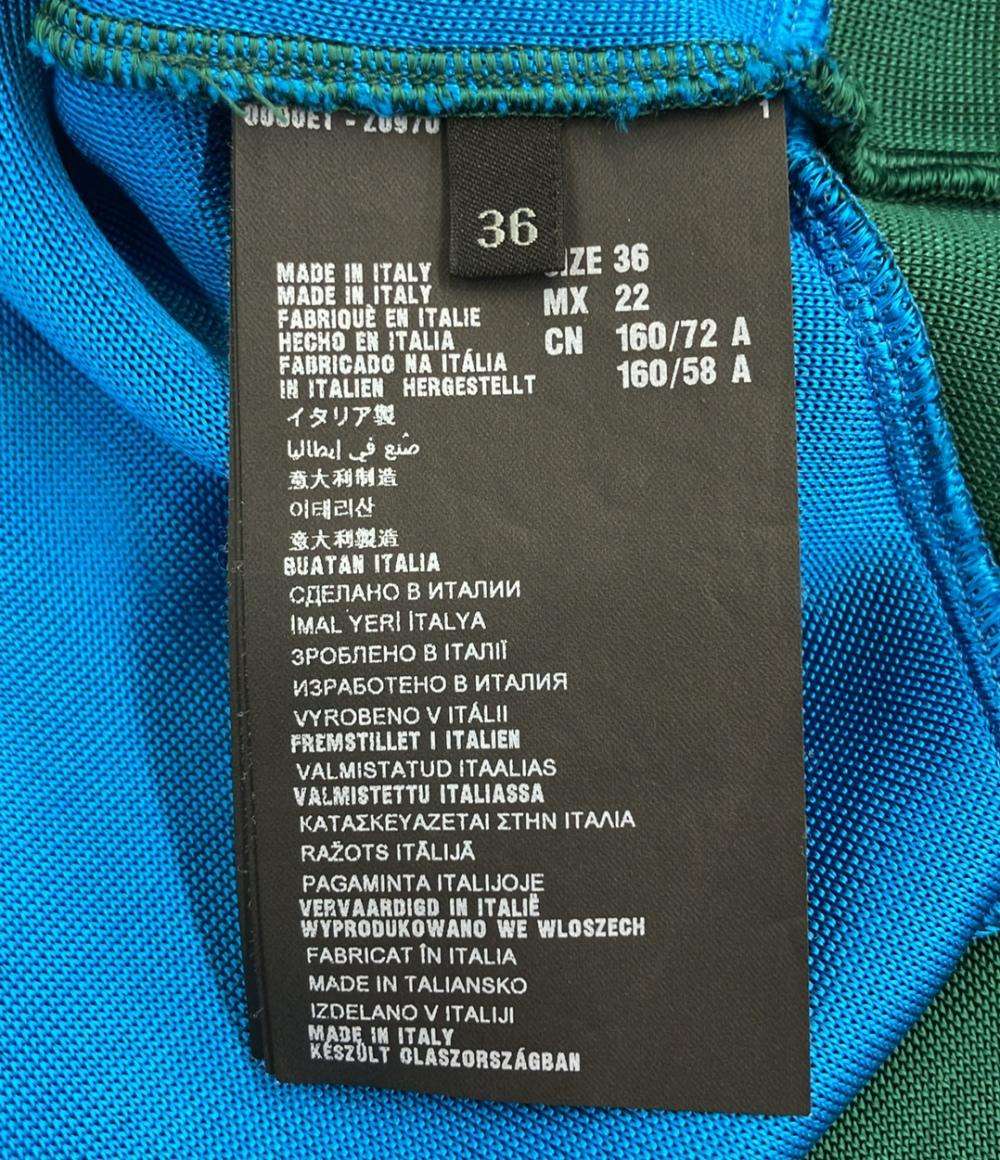 1
36
SIZE 36
MX 22
CN 160/72 A
160/58 A
MADE IN ITALY
MADE IN ITALY
FABRIQUÈ EN ITALIE
HECHO EN ITALIA
FABRICADO NA ITÁLIA
IN ITALIEN HERGESTELLT
イタリア製
صُنع في إيطاليا
意大利制造
이태리산
意大利製造
BUATAN ITALIA
СДЕЛАНО В ИТАЛИИ
İMAL YERİ İTALYA
ЗРОБЛЕНО В ІТАЛІЇ
ИЗРАБОТЕНО В ИТАЛИЯ
VYROBENO V ITÁLII
FREMSTILLET I ITALIEN
VALMISTATUD ITAALIAS
VALMISTETTU ITALIASSA
ΚΑΤΑΣΚΕΥΑΖΕΤΑΙ ΣΤΗΝ ΙΤΑΛΙΑ
RAŽOTS ITĀLIJĀ
PAGAMINTA ITALIJOJE
VERVAARDIGD IN ITALIË
WYPRODUKOWANO WE WLOSZECH
FABRICAT ÎN ITALIA
MADE IN TALIANSKO
IZDELANO V ITALIJI
MADE IN ITALY
KÉSZÜLT OLASZORSZÁGBAN